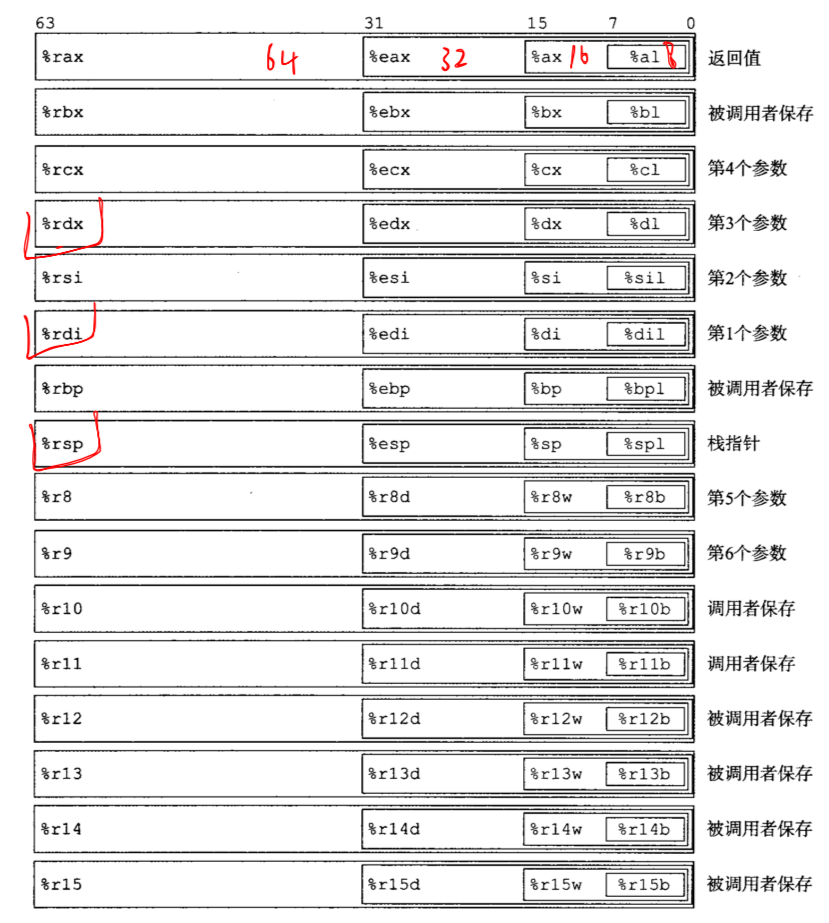 63 31 15 7 0
%rax 64 %eax 32 %ax 16 %al 8 返回值
%rbx %ebx %bx %bl 被调用者保存
%rcx %ecx %cx %cl 第4个参数
%rdx %edx %dx %dl 第3个参数
%rsi %esi %si %sil 第2个参数
%rdi %edi %di %dil 第1个参数
%rbp %ebp %bp %bpl 被调用者保存
%rsp %esp %sp %spl 栈指针
%r8 %r8d %r8w %r8b 第5个参数
%r9 %r9d %r9w %r9b 第6个参数
%r10 %r10d %r10w %r10b 调用者保存
%r11 %r11d %r11w %r11b 调用者保存
%r12 %r12d %r12w %r12b 被调用者保存
%r13 %r13d %r13w %r13b 被调用者保存
%r14 %r14d %r14w %r14b 被调用者保存
%r15 %r15d %r15w %r15b 被调用者保存